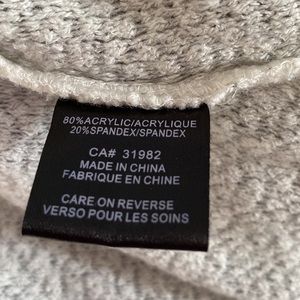 80%ACRYLIC/ACRYLIQUE
20%SPANDEX/SPANDEX
CA# 31982
MADE IN CHINA
FABRIQUE EN CHINE
CARE ON REVERSE
VERSO POUR LES SOINS